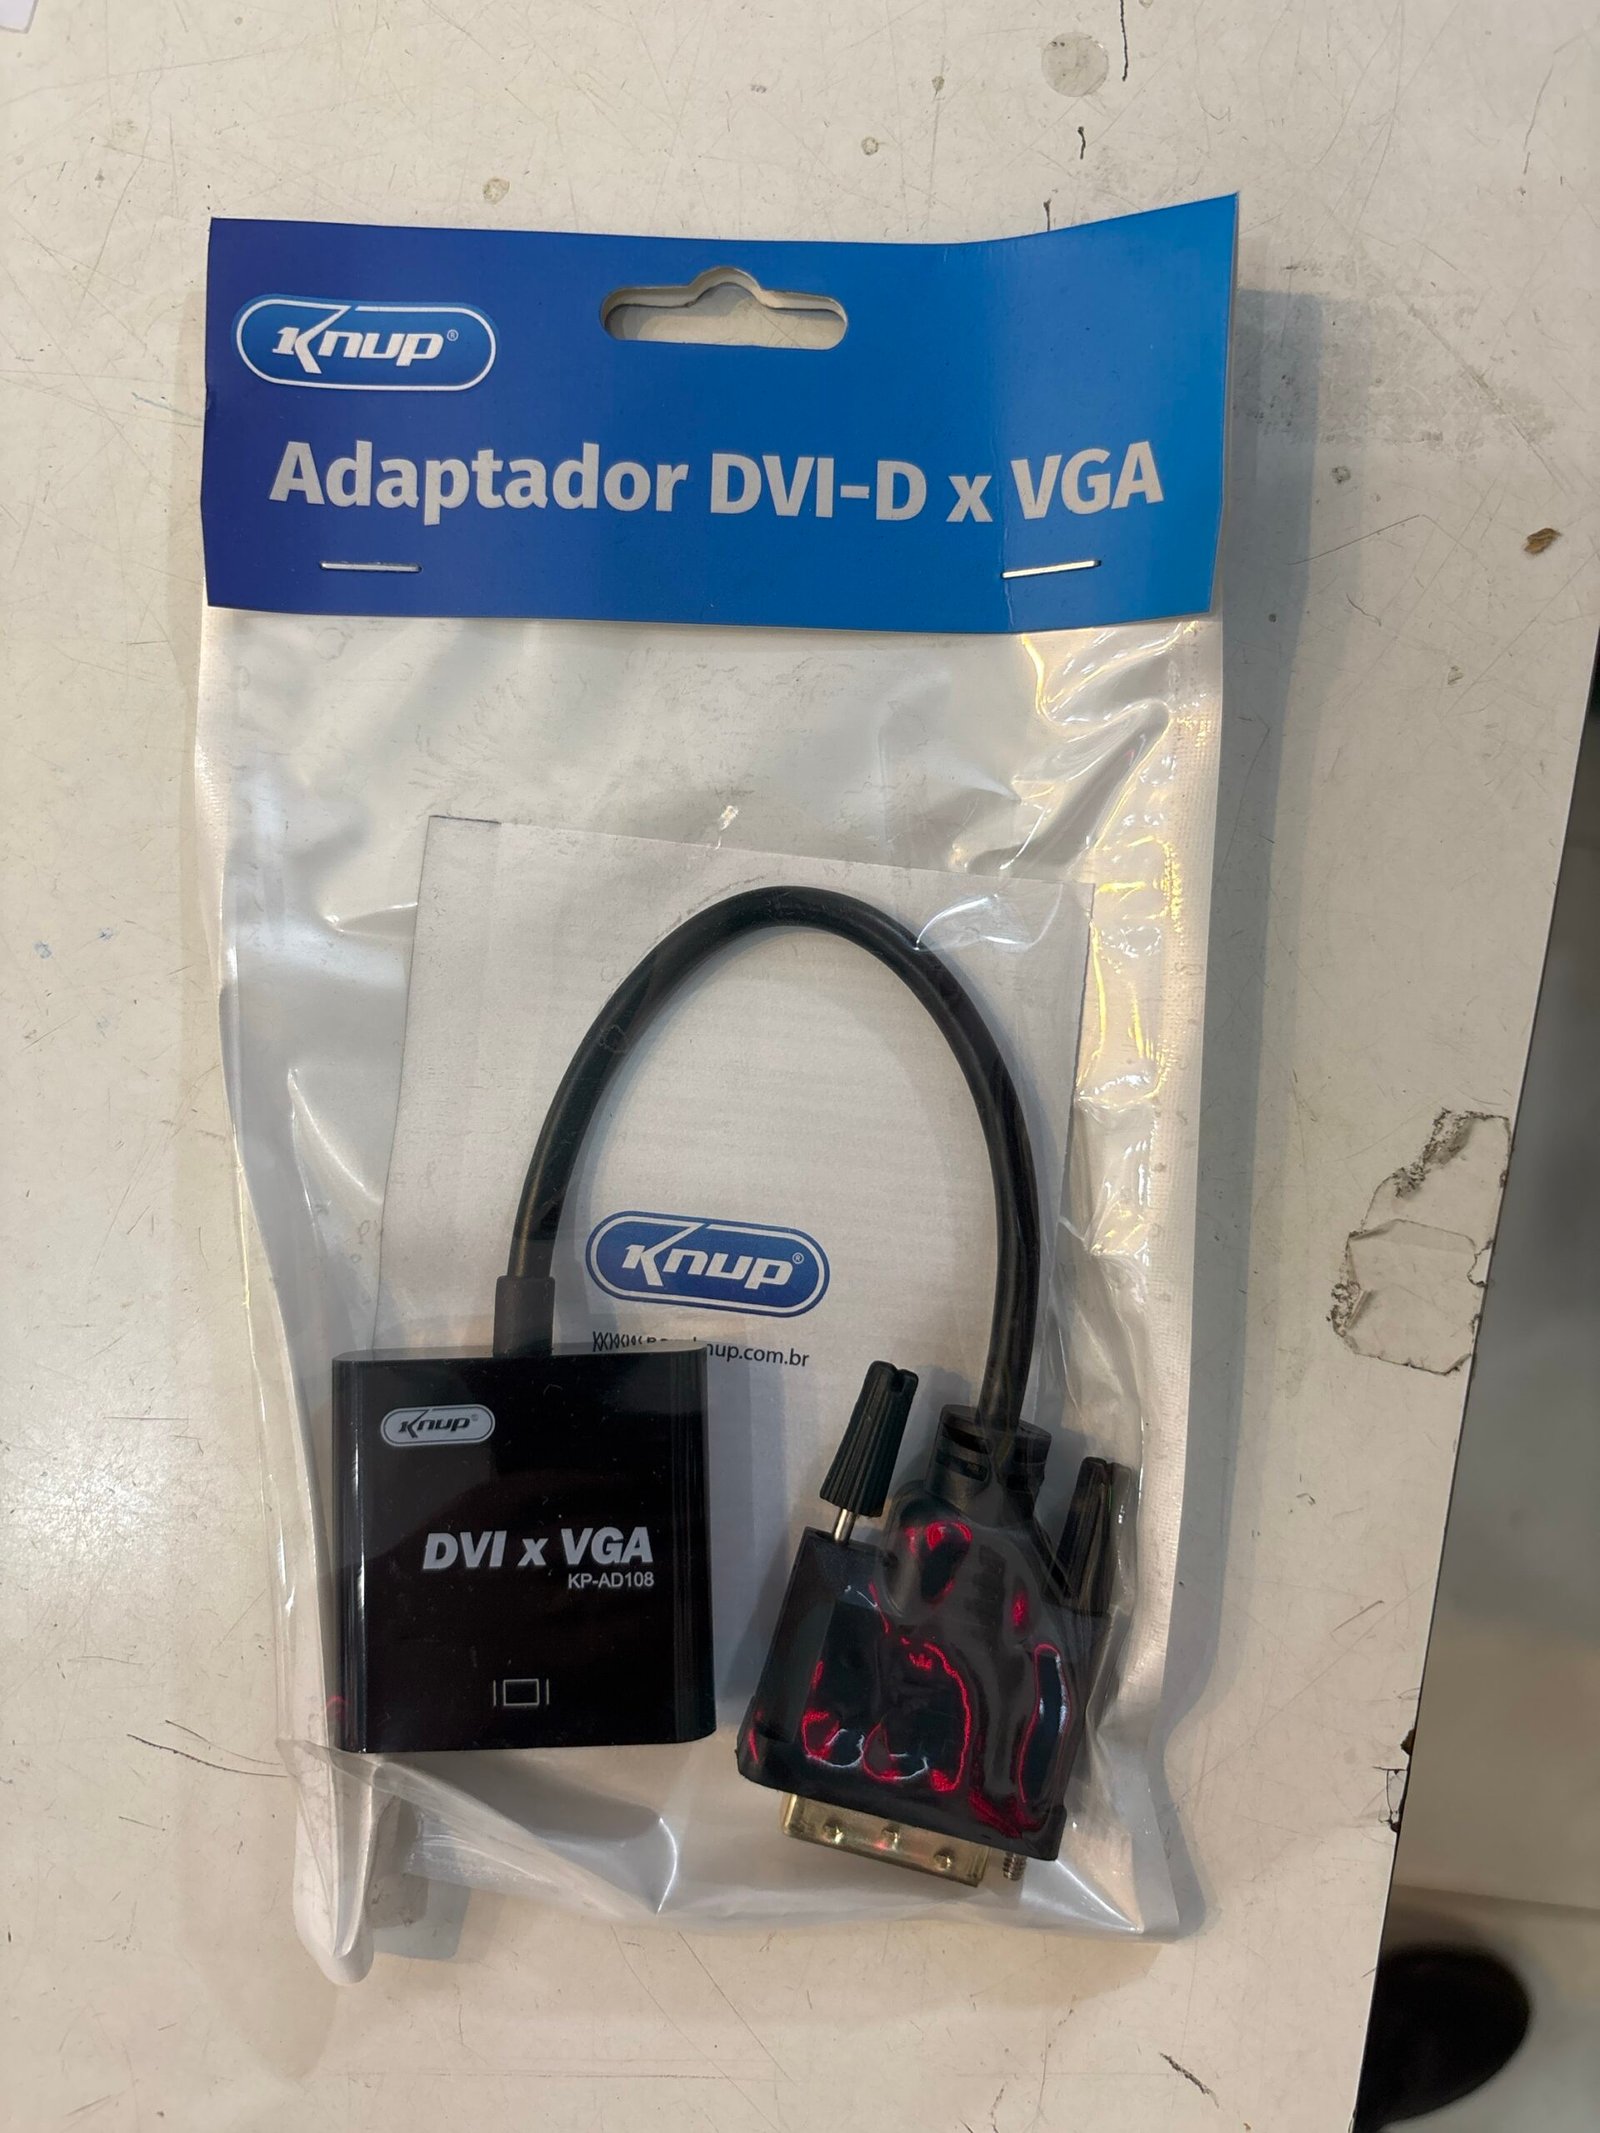 Knup®
Adaptador DVI-D x VGA
Knup®
nup.com.br
Knup®
DVI x VGA
KP-AD108